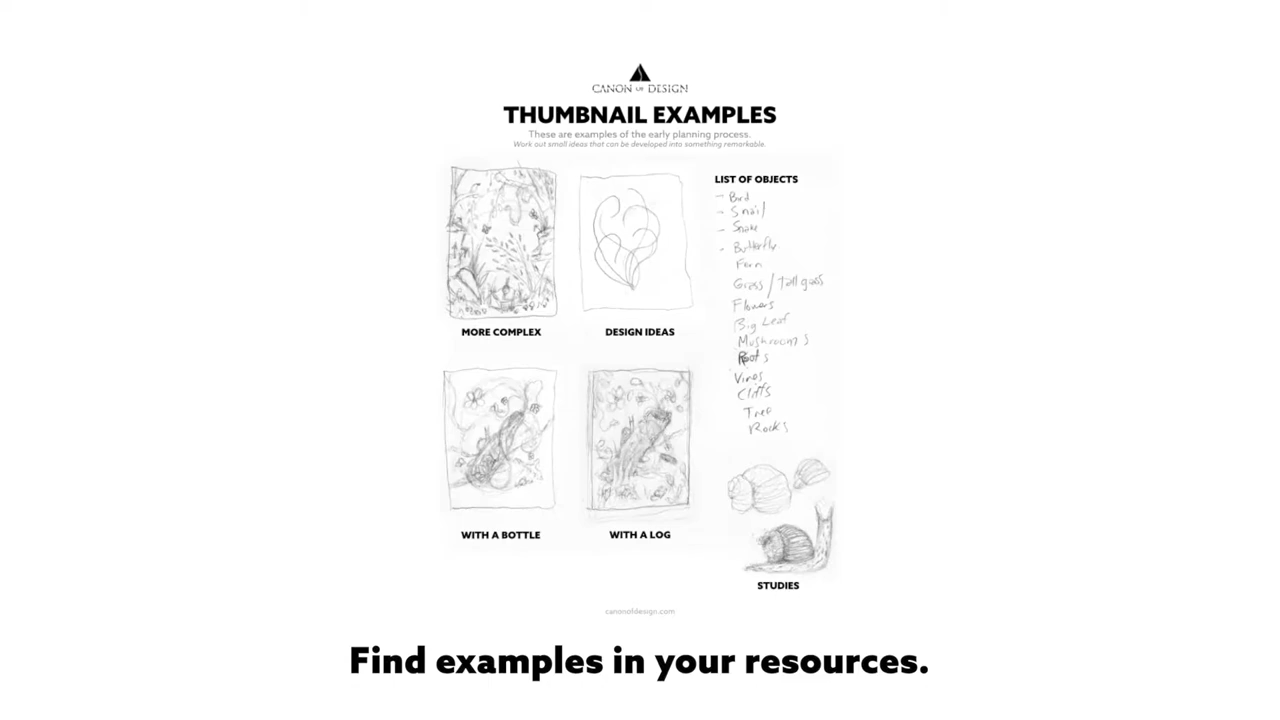 CANON OF DESIGN
THUMBNAIL EXAMPLES
These are examples of the early planning process.
Work out small ideas that can be developed into something remarkable.
MORE COMPLEX
DESIGN IDEAS
WITH A BOTTLE
WITH A LOG
LIST OF OBJECTS
- Bird
- Snail
- Snake
- Butterfly
Fern
Grass / tall grass
Flowers
Big Leaf
Mushrooms
Roots
Vines
Cliffs
Tree
Rocks
STUDIES
canonofdesign.com
Find examples in your resources.